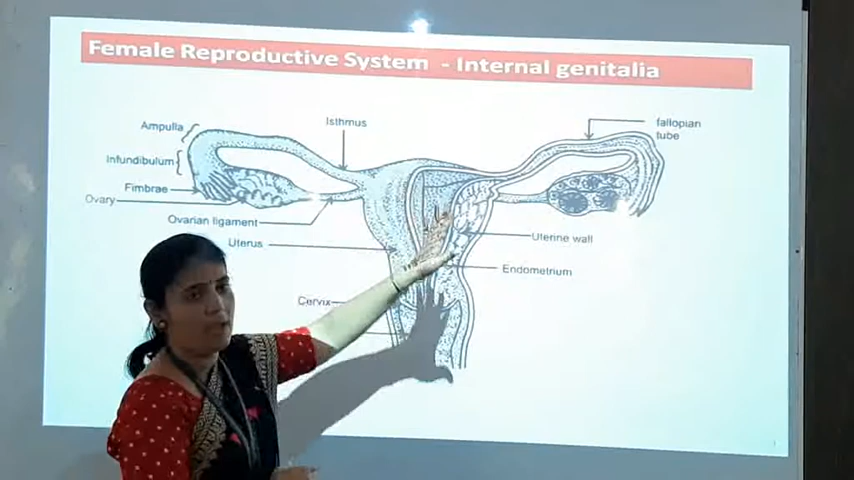 Female Reproductive System - Internal genitalia
Isthmus
fallopian
tube
Ampulla
Infundibulum
Fimbrae
Ovary
Ovarian ligament
Uterus
Uterine wall
Endometrium
Cervix